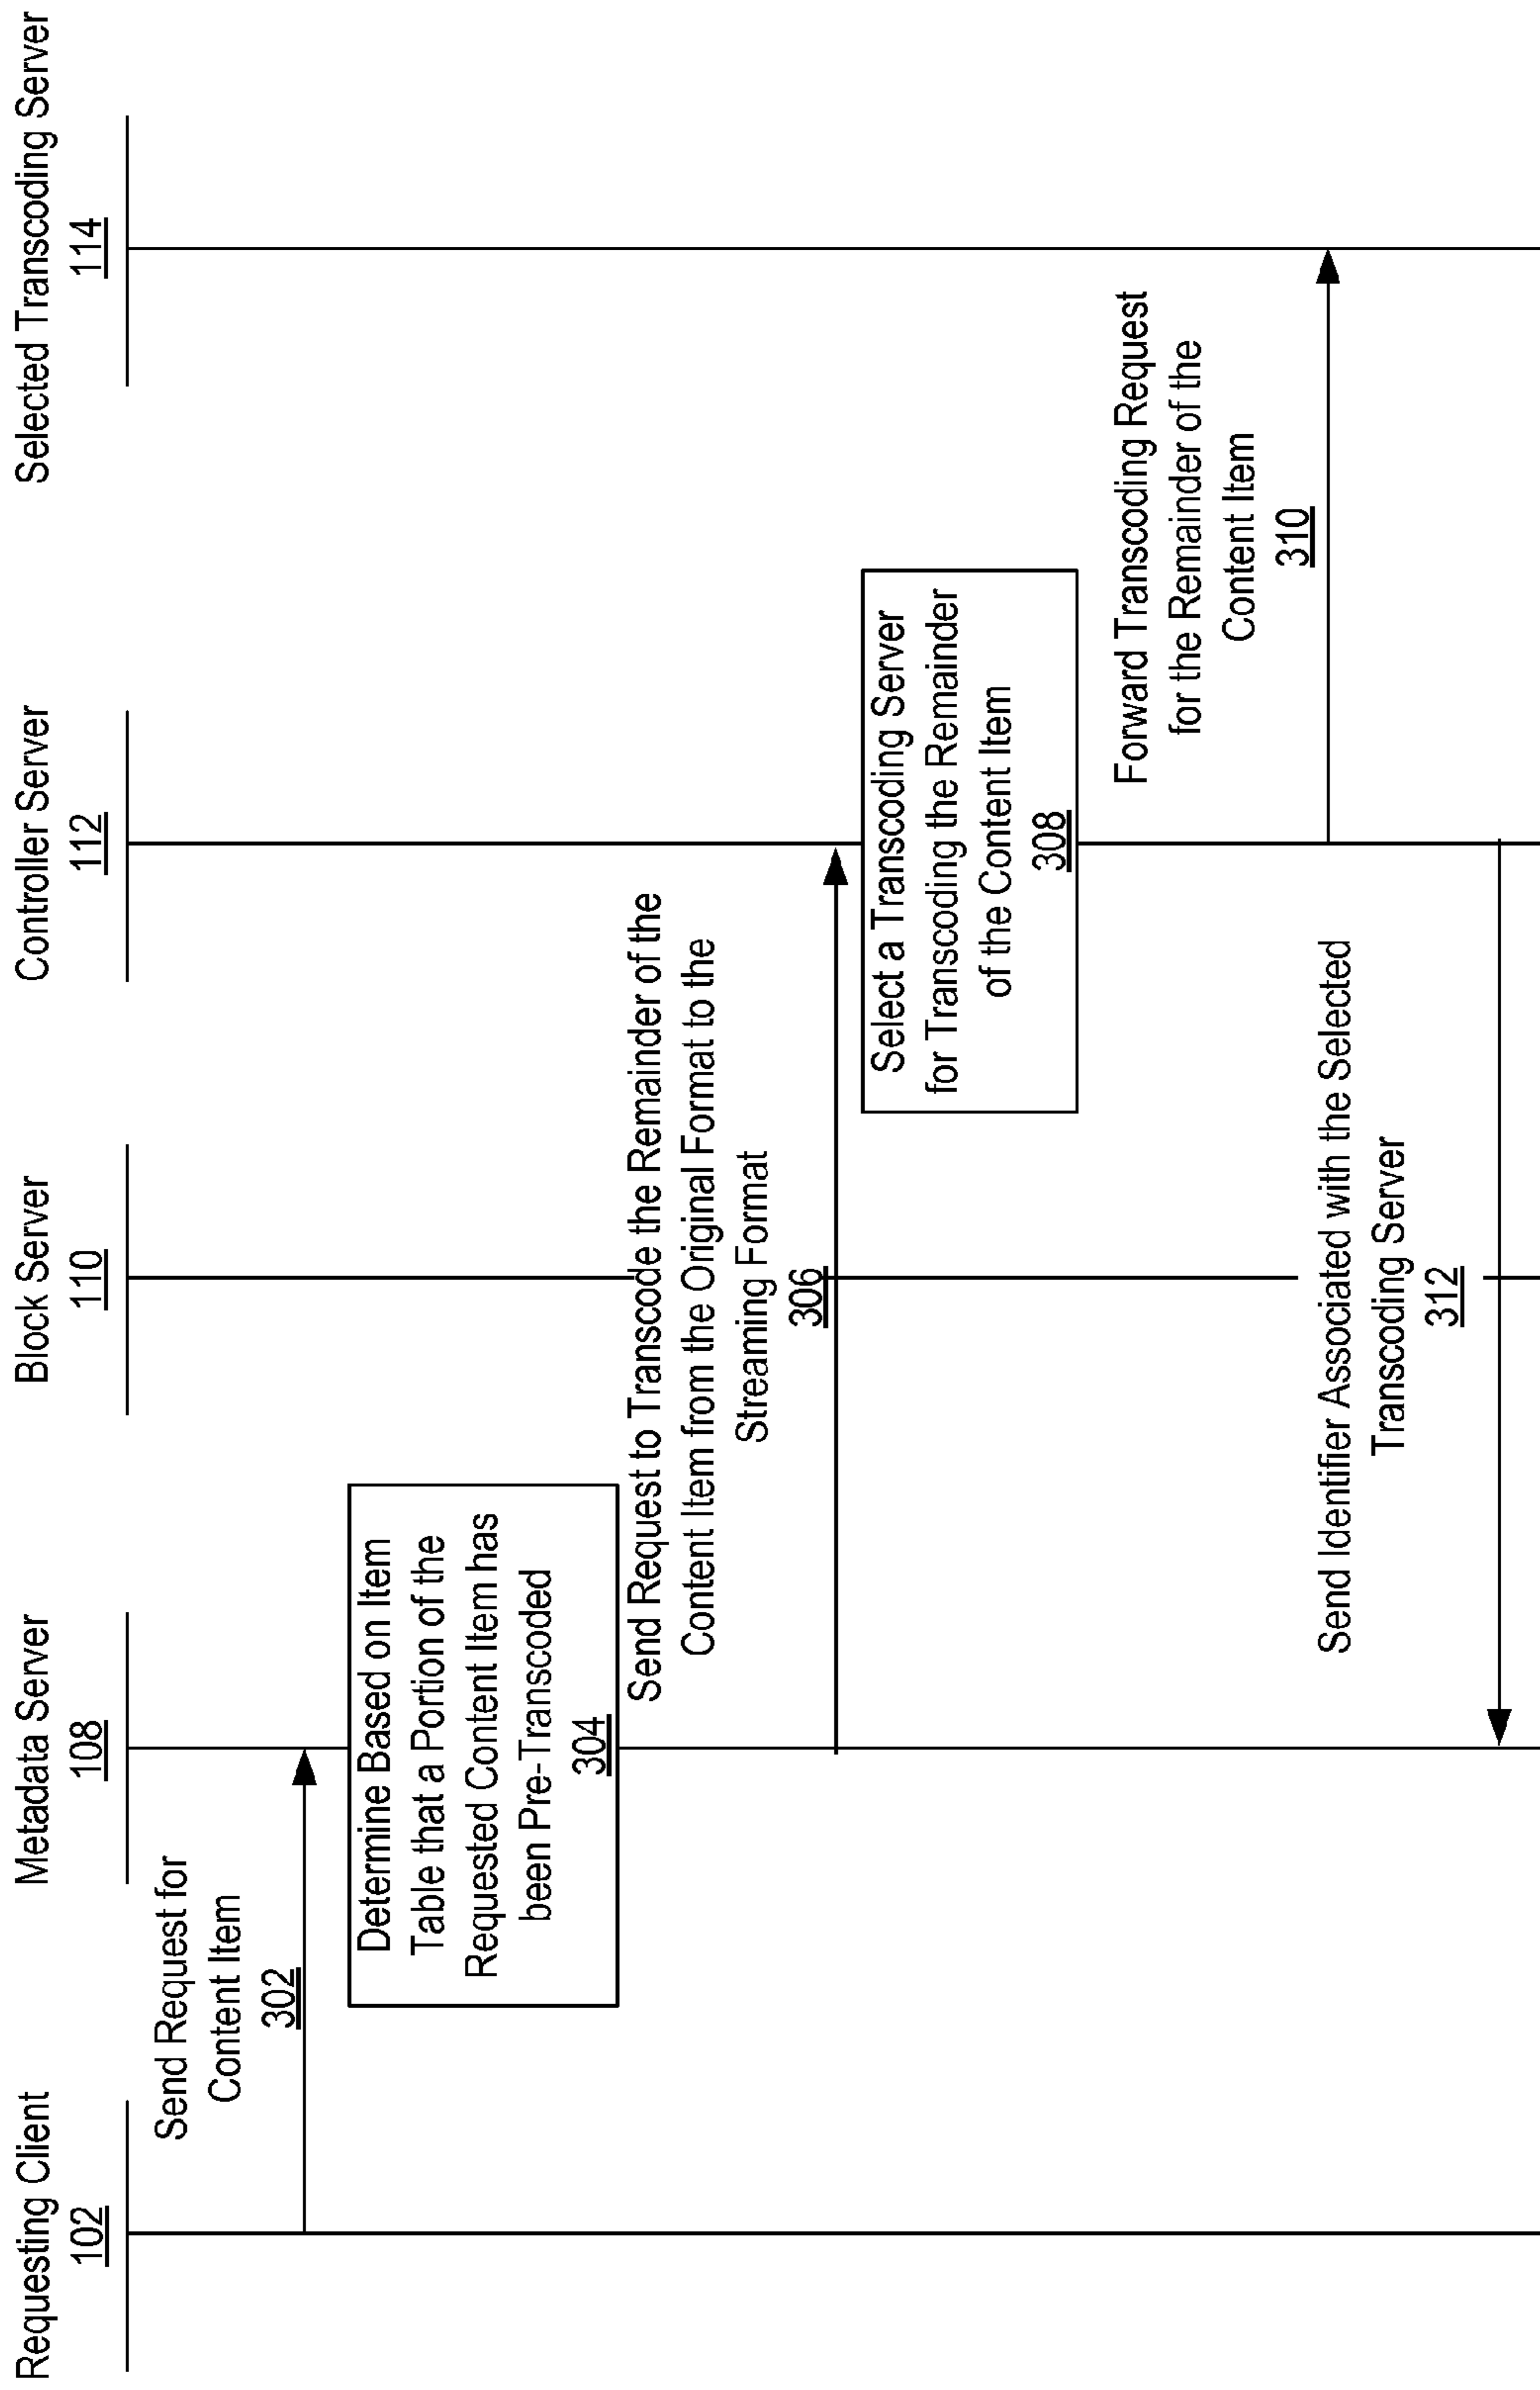 Requesting Client
102
Metadata Server
108
Block Server
110
Controller Server
112
Selected Transcoding Server
114
Send Request for
Content Item
302
Determine Based on Item
Table that a Portion of the
Requested Content Item has
been Pre-Transcoded
304
Send Request to Transcode the Remainder of the
Content Item from the Original Format to the
Streaming Format
306
Select a Transcoding Server
for Transcoding the Remainder
of the Content Item
308
Forward Transcoding Request
for the Remainder of the
Content Item
310
Send Identifier Associated with the Selected
Transcoding Server
312